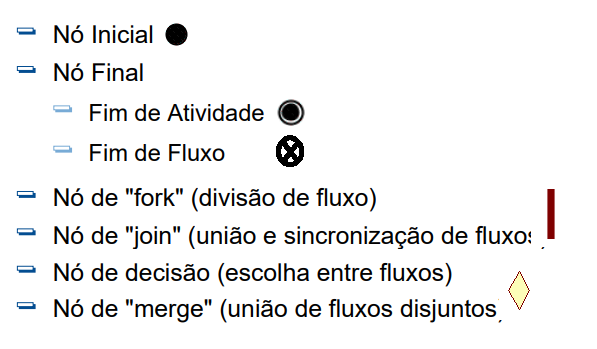 Nó Inicial
Nó Final
Fim de Atividade
Fim de Fluxo
Nó de "fork" (divisão de fluxo)
Nó de "join" (união e sincronização de fluxos)
Nó de decisão (escolha entre fluxos)
Nó de "merge" (união de fluxos disjuntos)